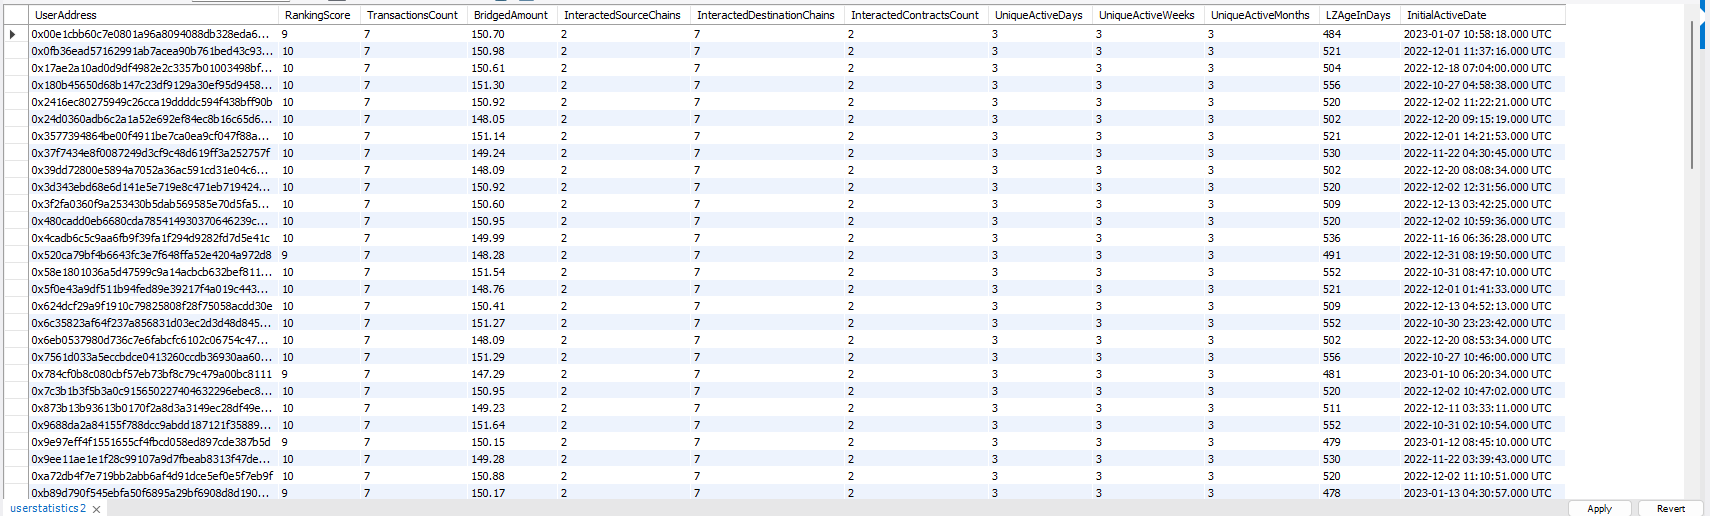 UserAddress RankingScore TransactionsCount BridgedAmount InteractedSourceChains InteractedDestinationChains InteractedContractsCount UniqueActiveDays UniqueActiveWeeks UniqueActiveMonths LZAgeInDays InitialActiveDate
0x00e1cbb60c7e0801a96a8094088db328eda6... 9 7 150.70 2 7 2 3 3 3 484 2023-01-07 10:58:18.000 UTC
0x0fb36ead57162991ab7acea90b761bed43c93... 10 7 150.98 2 7 2 3 3 3 521 2022-12-01 11:37:16.000 UTC
0x17ae2a10ad0d9df4982e2c3357b01003498bf... 10 7 150.61 2 7 2 3 3 3 504 2022-12-18 07:04:00.000 UTC
0x180b45650d68b147c23df9129a30ef95d9458... 10 7 151.30 2 7 2 3 3 3 556 2022-10-27 04:58:38.000 UTC
0x2416ec80275949c26cca19ddddc594f438bff90b 10 7 150.92 2 7 2 3 3 3 520 2022-12-02 11:22:21.000 UTC
0x24d0360adb6c2a1a52e692ef84ec8b16c65d6... 10 7 148.05 2 7 2 3 3 3 502 2022-12-20 09:15:19.000 UTC
0x3577394864be00f4911be7ca0ea9cf047f88a... 10 7 151.14 2 7 2 3 3 3 521 2022-12-01 14:21:53.000 UTC
0x37f7434e8f0087249d3cf9c48d619ff3a252757f 10 7 149.24 2 7 2 3 3 3 530 2022-11-22 04:30:45.000 UTC
0x39dd72800e5894a7052a36ac591cd31e04c6... 10 7 148.09 2 7 2 3 3 3 502 2022-12-20 08:08:34.000 UTC
0x3d343ebd68e6d141e5e719e8c471eb719424... 10 7 150.92 2 7 2 3 3 3 520 2022-12-02 12:31:56.000 UTC
0x3f2fa0360f9a253430b5dab569585e70d5fa5... 10 7 150.60 2 7 2 3 3 3 509 2022-12-13 03:42:25.000 UTC
0x480cadd0eb6680cda785414930370646239c... 10 7 150.95 2 7 2 3 3 3 520 2022-12-02 10:59:36.000 UTC
0x4cadb6c5c9aa6fb9f39fa1f294d9282fd7d5e41c 10 7 149.99 2 7 2 3 3 3 536 2022-11-16 06:36:28.000 UTC
0x520ca79bf4b6643fc3e7f648ffa52e4204a972d8 9 7 148.28 2 7 2 3 3 3 491 2022-12-31 08:19:50.000 UTC
0x58e1801036a5d47599c9a14acbcb632bef811... 10 7 151.54 2 7 2 3 3 3 552 2022-10-31 08:47:10.000 UTC
0x5f0e43a9df511b94fed89e39217f4a019c443... 10 7 148.76 2 7 2 3 3 3 521 2022-12-01 01:41:33.000 UTC
0x624dcf29a9f1910c79825808f28f75058acdd30e 10 7 150.41 2 7 2 3 3 3 509 2022-12-13 04:52:13.000 UTC
0x6c35823af64f237a856831d03ec2d3d48d845... 10 7 151.27 2 7 2 3 3 3 552 2022-10-30 23:23:42.000 UTC
0x6eb0537980d736c7e6fabcfc6102c06754c47... 10 7 148.09 2 7 2 3 3 3 502 2022-12-20 08:53:34.000 UTC
0x7561d033a5eccbdce0413260ccdb36930aa60... 10 7 151.29 2 7 2 3 3 3 556 2022-10-27 10:46:00.000 UTC
0x784cf0b8c080cbf57eb73bf8c79c479a00bc8111 9 7 147.29 2 7 2 3 3 3 481 2023-01-10 06:20:34.000 UTC
0x7c3b1b3f5b3a0c915650227404632296ebec8... 10 7 150.95 2 7 2 3 3 3 520 2022-12-02 10:47:02.000 UTC
0x873b13b93613b0170f2a8d3a3149ec28df49e... 10 7 149.23 2 7 2 3 3 3 511 2022-12-11 03:33:11.000 UTC
0x9688da2a84155f788dcc9abdd187121f35889... 10 7 151.64 2 7 2 3 3 3 552 2022-10-31 02:10:54.000 UTC
0x9e97eff4f1551655cf4fbcd058ed897cde387b5d 9 7 150.15 2 7 2 3 3 3 479 2023-01-12 08:45:10.000 UTC
0x9ee11ae1e1f28c99107a9d7fbeab8313f47de... 10 7 149.28 2 7 2 3 3 3 530 2022-11-22 03:39:43.000 UTC
0xa72db4f7e719bb2abb6af4d91dce5ef0e5f7eb9f 10 7 150.88 2 7 2 3 3 3 520 2022-12-02 11:10:51.000 UTC
0xb89d790f545ebfa50f6895a29bf6908d8d190... 9 7 150.17 2 7 2 3 3 3 478 2023-01-13 04:30:57.000 UTC
userstatistics2 Apply Revert